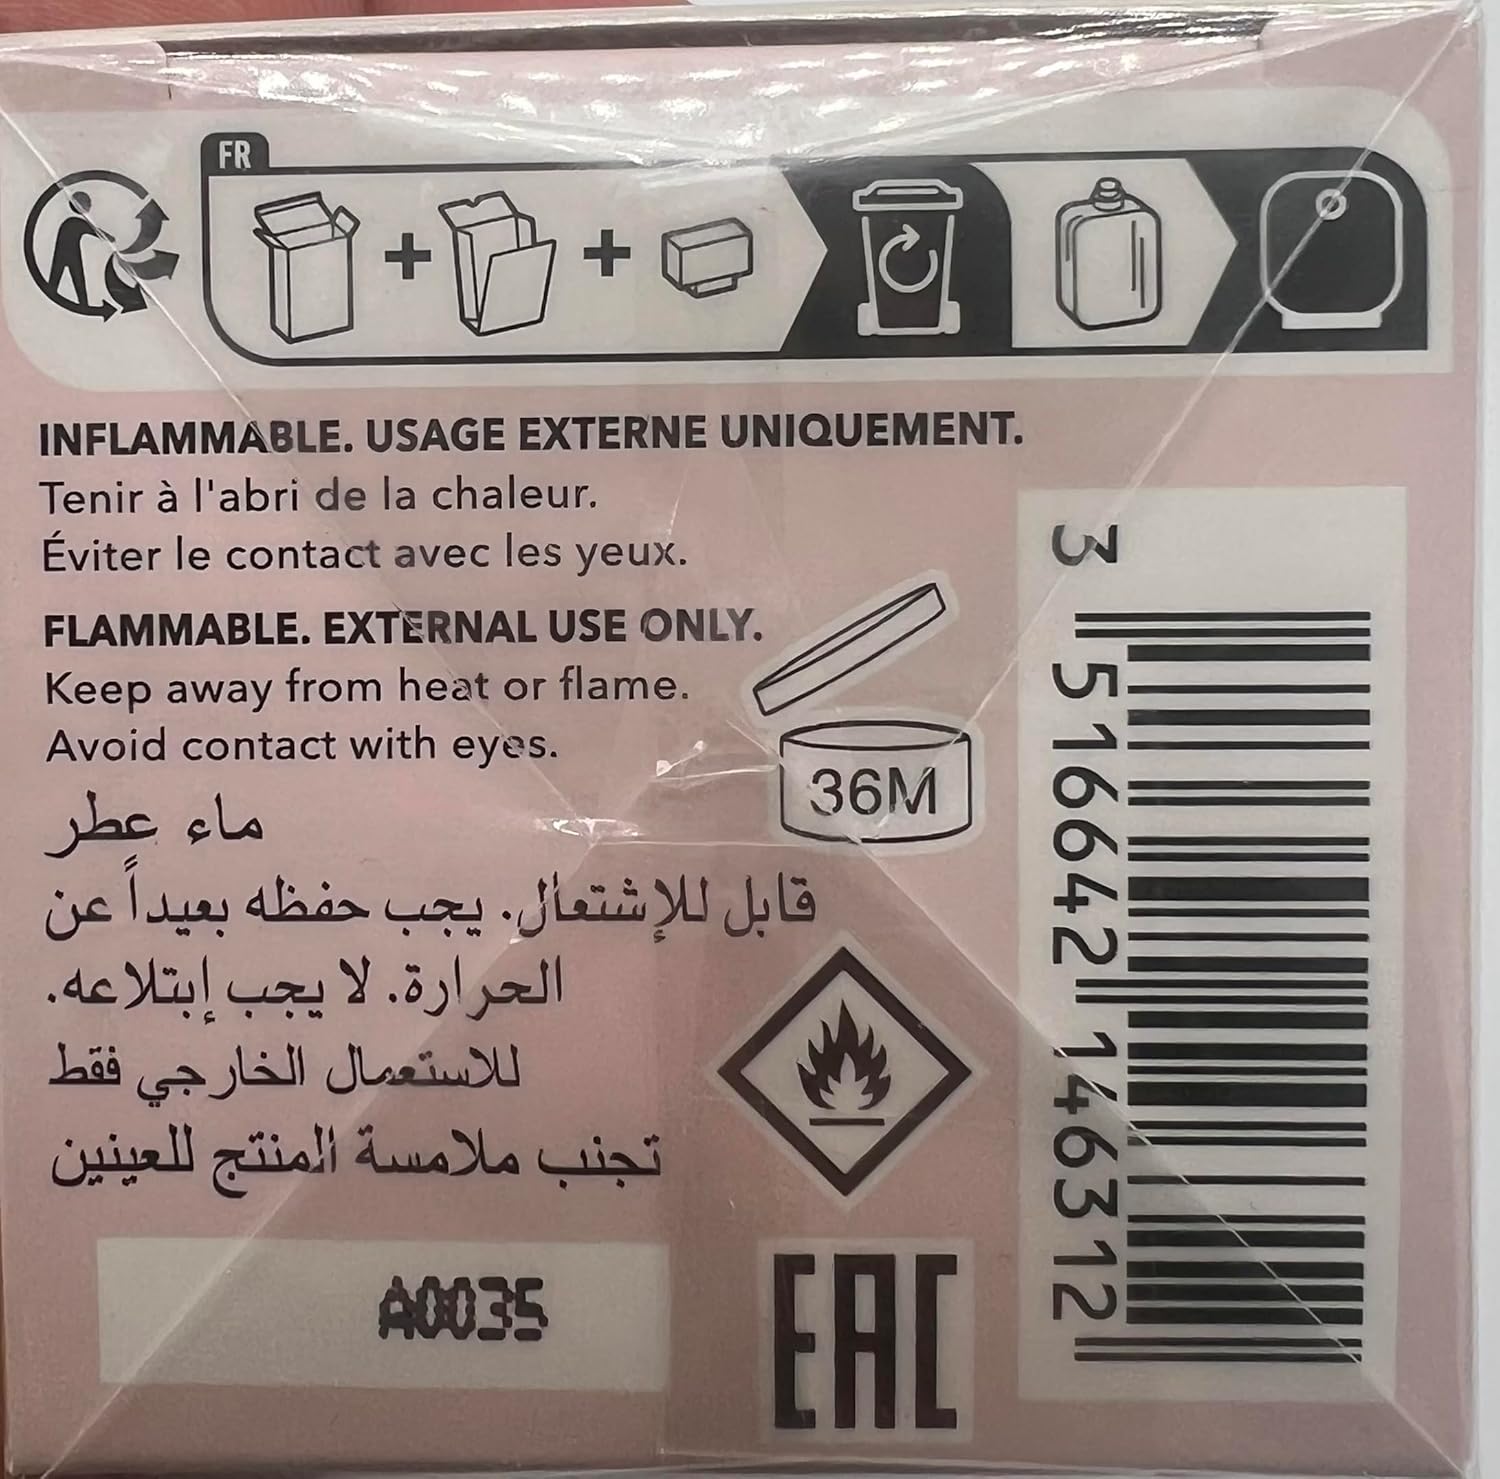 FR
INFLAMMABLE. USAGE EXTERNE UNIQUEMENT.
Tenir à l'abri de la chaleur.
Éviter le contact avec les yeux.
FLAMMABLE. EXTERNAL USE ONLY.
Keep away from heat or flame.
Avoid contact with eyes.
36M
ماء عطر
قابل للإشتعال. يجب حفظه بعيداً عن
الحرارة. لا يجب إبتلاعه.
للاستعمال الخارجي فقط
تجنب ملامسة المنتج للعينين
A0035
EAC
3 516642 146312